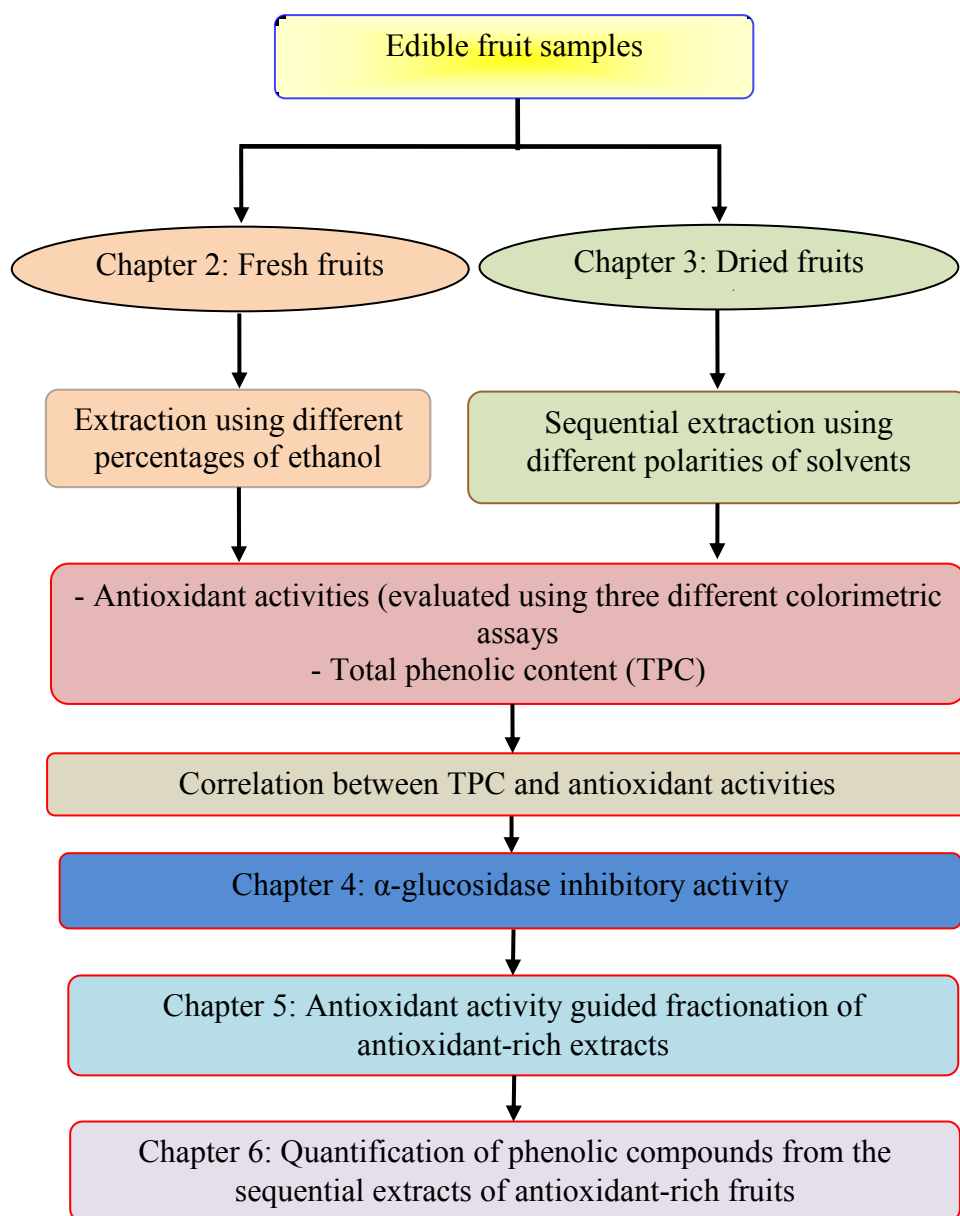 Edible fruit samples
Chapter 2: Fresh fruits
Chapter 3: Dried fruits
.
Extraction using different
percentages of ethanol
Sequential extraction using
different polarities of solvents
- Antioxidant activities (evaluated using three different colorimetric
assays
- Total phenolic content (TPC)
Correlation between TPC and antioxidant activities
Chapter 4: α-glucosidase inhibitory activity
Chapter 5: Antioxidant activity guided fractionation of
antioxidant-rich extracts
Chapter 6: Quantification of phenolic compounds from the
sequential extracts of antioxidant-rich fruits